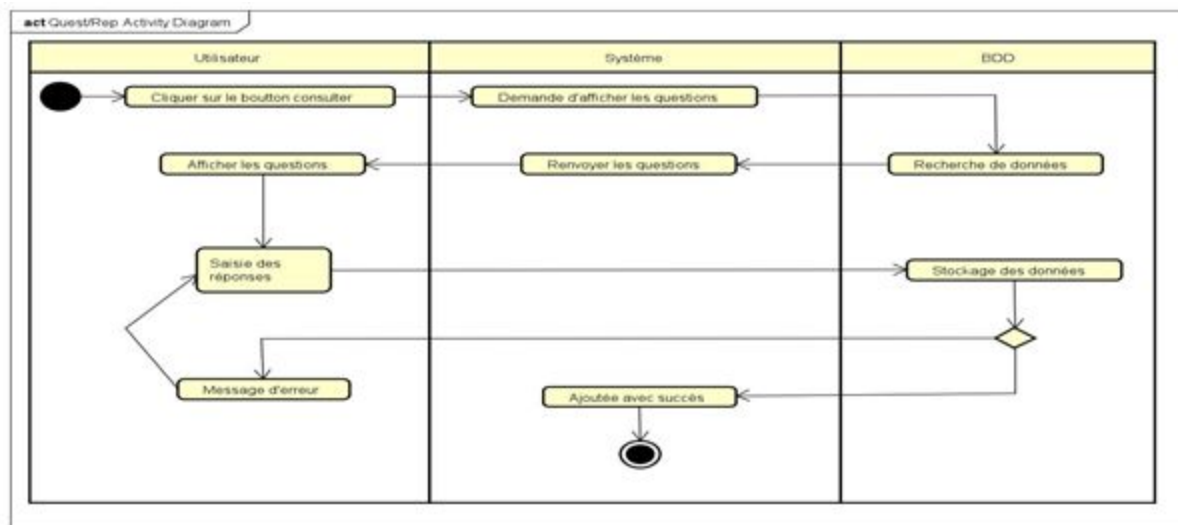 act Quest/Rep Activity Diagram
Utilisateur
Système
BDD
Cliquer sur le boutton consulter
Demande d'afficher les questions
Afficher les questions
Renvoyer les questions
Recherche de données
Saisie des
réponses
Stockage des données
Message d'erreur
Ajoutée avec succès